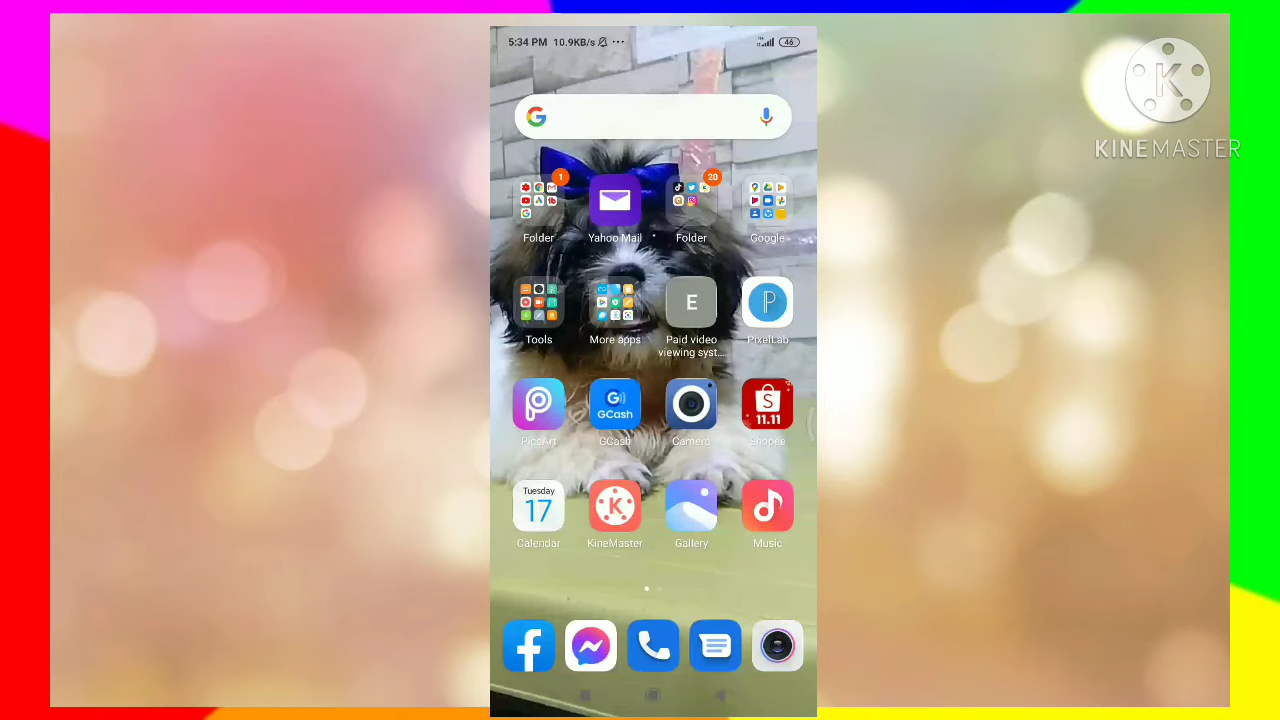 5:34 PM 10.9KB/s ... 46
K
KINEMASTER
1
20
Folder
Yahoo Mail
Folder
Google
E
Tools
More apps
Paid video
viewing syst...
PixelLab
G
GCash
S
11.11
PicsArt
GCash
Camera
Shopee
Tuesday
17
K
Calendar
KineMaster
Gallery
Music